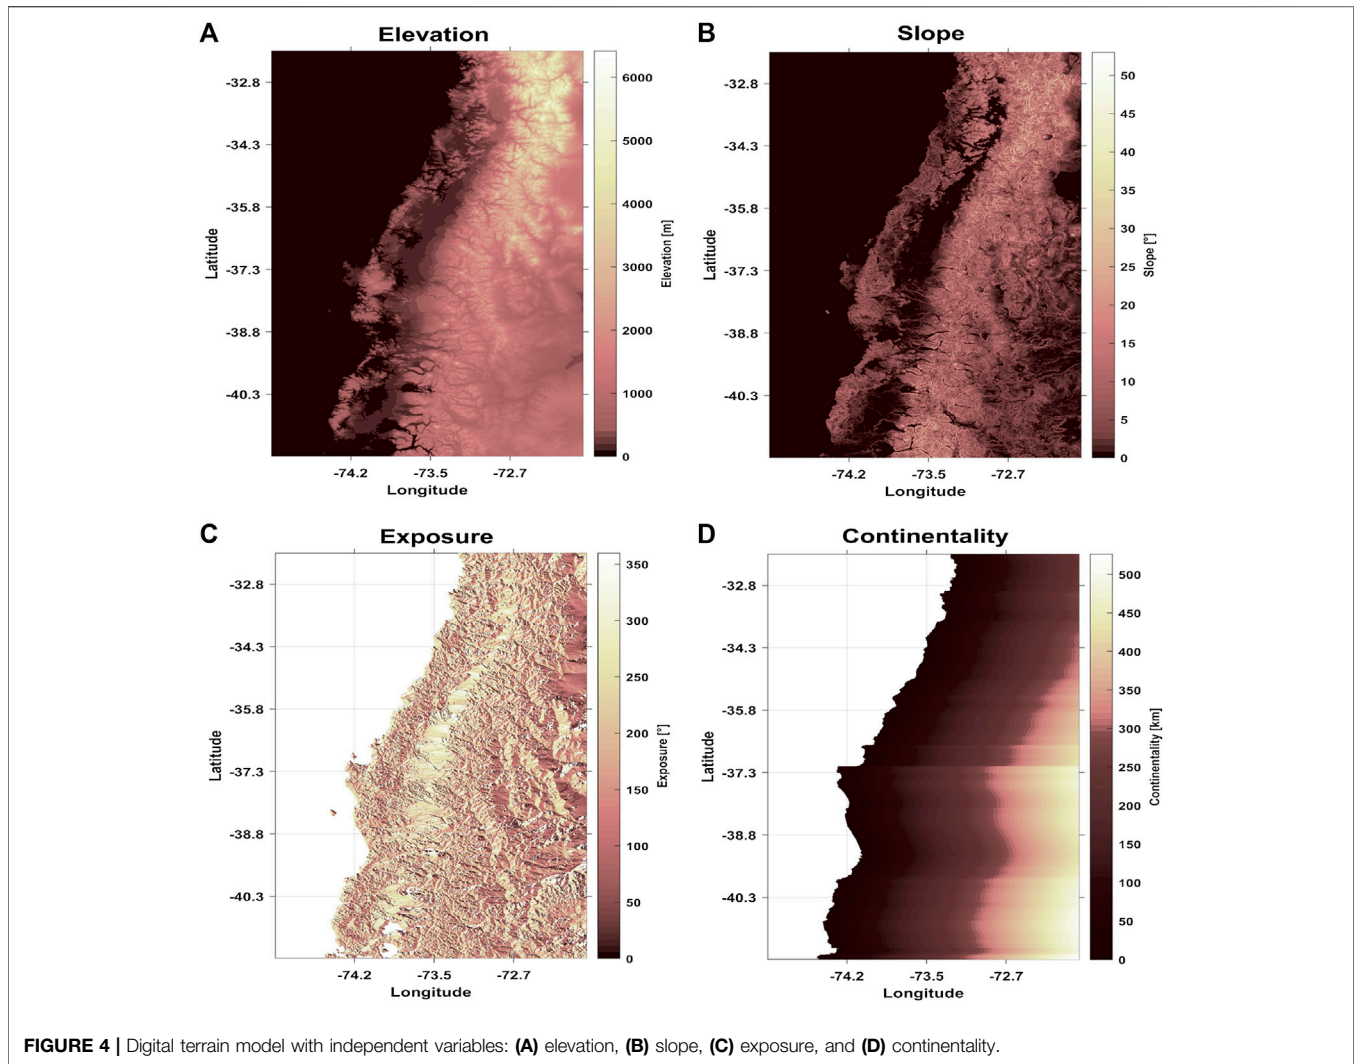 A
Elevation
-32.8
-34.3
-35.8
-37.3
-38.8
-40.3
Latitude
-74.2 -73.5 -72.7
Longitude
6000
5000
4000
3000
2000
1000
0
Elevation [m]
B
Slope
-32.8
-34.3
-35.8
-37.3
-38.8
-40.3
Latitude
-74.2 -73.5 -72.7
Longitude
50
45
40
35
30
25
20
15
10
5
0
Slope [°]
C
Exposure
-32.8
-34.3
-35.8
-37.3
-38.8
-40.3
Latitude
-74.2 -73.5 -72.7
Longitude
350
300
250
200
150
100
50
0
Exposure [°]
D
Continentality
-32.8
-34.3
-35.8
-37.3
-38.8
-40.3
Latitude
-74.2 -73.5 -72.7
Longitude
500
450
400
350
300
250
200
150
100
50
0
Continentality [km]
FIGURE 4 | Digital terrain model with independent variables: (A) elevation, (B) slope, (C) exposure, and (D) continentality.